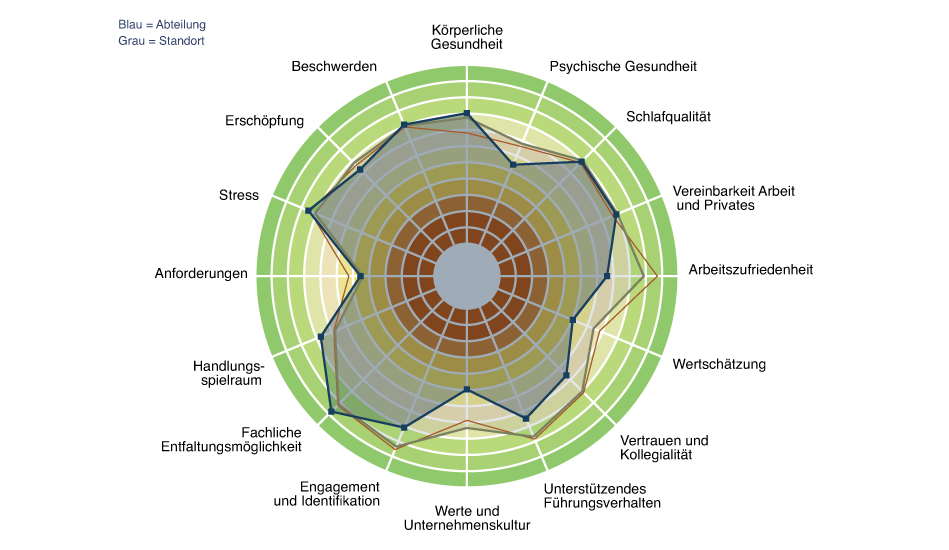 Blau = Abteilung
Grau = Standort
Körperliche
Gesundheit
Psychische Gesundheit
Schlafqualität
Vereinbarkeit Arbeit
und Privates
Arbeitszufriedenheit
Wertschätzung
Vertrauen und
Kollegialität
Unterstützendes
Führungsverhalten
Werte und
Unternehmenskultur
Engagement
und Identifikation
Fachliche
Entfaltungsmöglichkeit
Handlungs-
spielraum
Anforderungen
Stress
Erschöpfung
Beschwerden